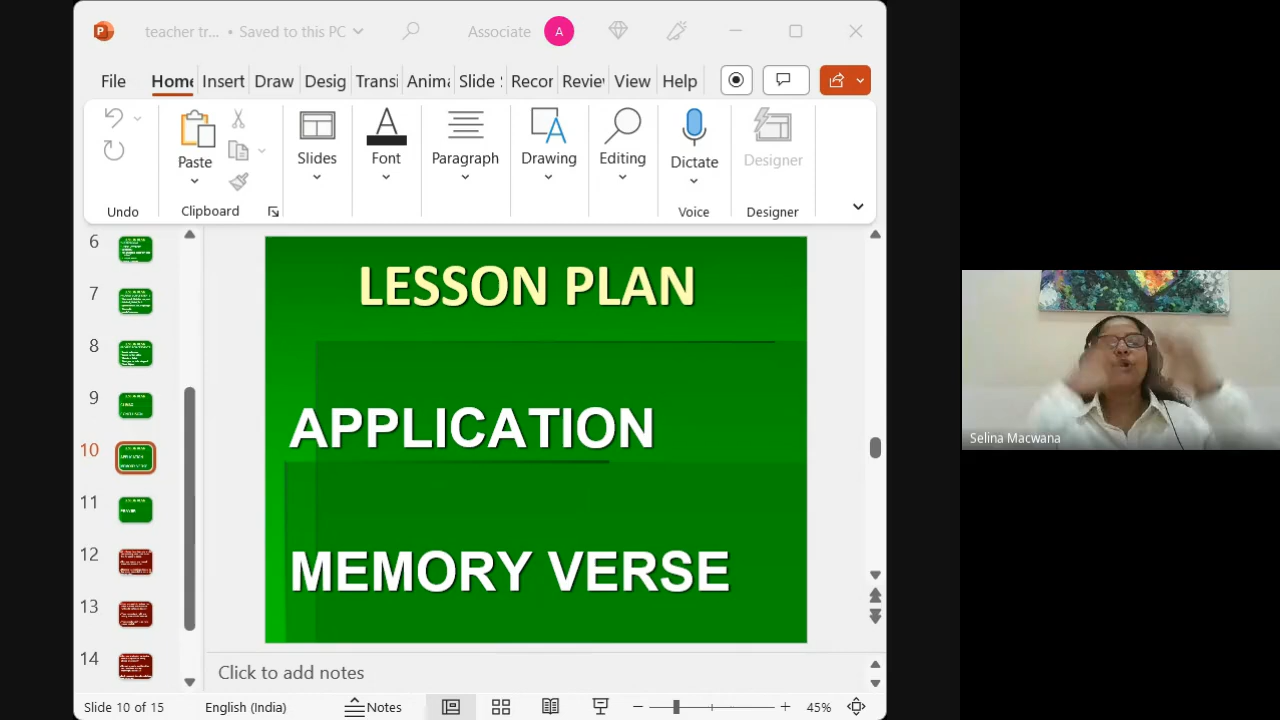 teacher tr... • Saved to this PC
Associate
A
File Home Insert Draw Desig Transi Anima Slide Recor Review View Help
Paste
Slides
Font
Paragraph
Drawing
Editing
Dictate
Designer
Undo
Clipboard
Voice
Designer
6
7
8
9
10
11
12
13
14
LESSON PLAN
APPLICATION
MEMORY VERSE
Click to add notes
Slide 10 of 15
English (India)
Notes
45%
Selina Macwana